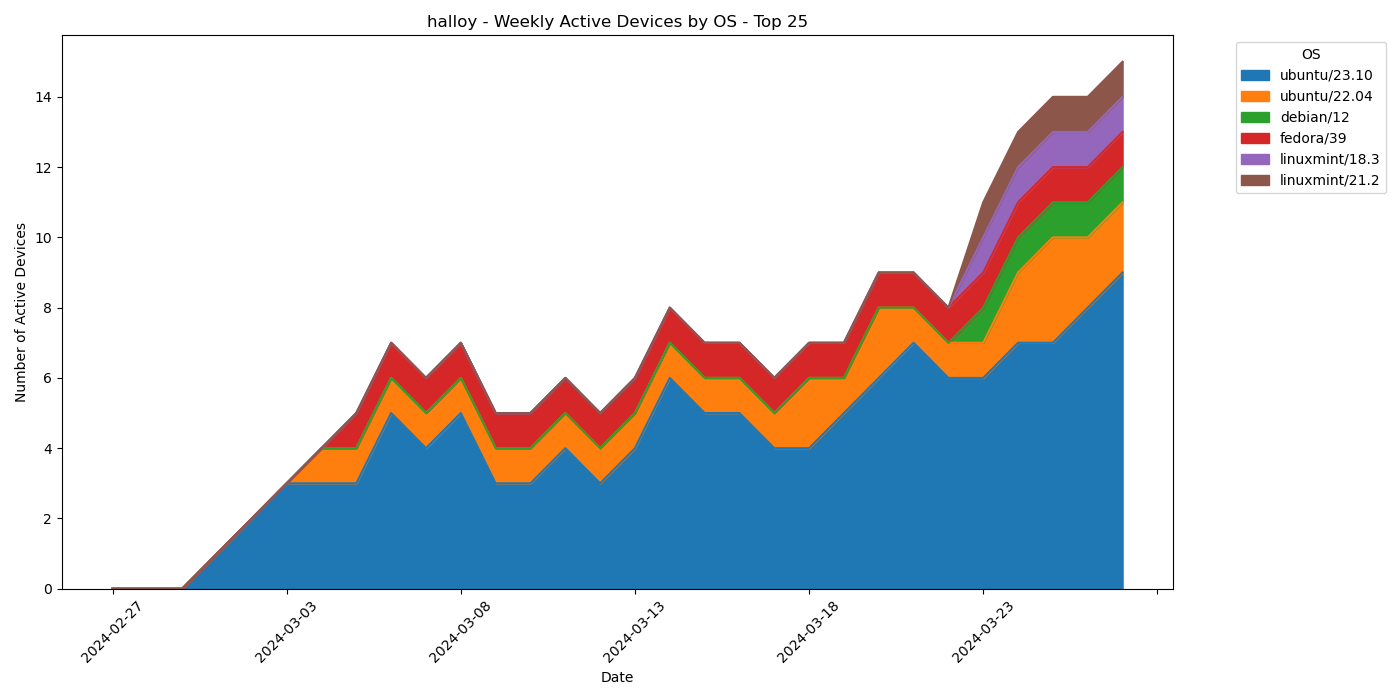 halloy - Weekly Active Devices by OS - Top 25
OS
ubuntu/23.10
ubuntu/22.04
debian/12
fedora/39
linuxmint/18.3
linuxmint/21.2
Number of Active Devices
14
12
10
8
6
4
2
0
2024-02-27
2024-03-03
2024-03-08
2024-03-13
2024-03-18
2024-03-23
Date